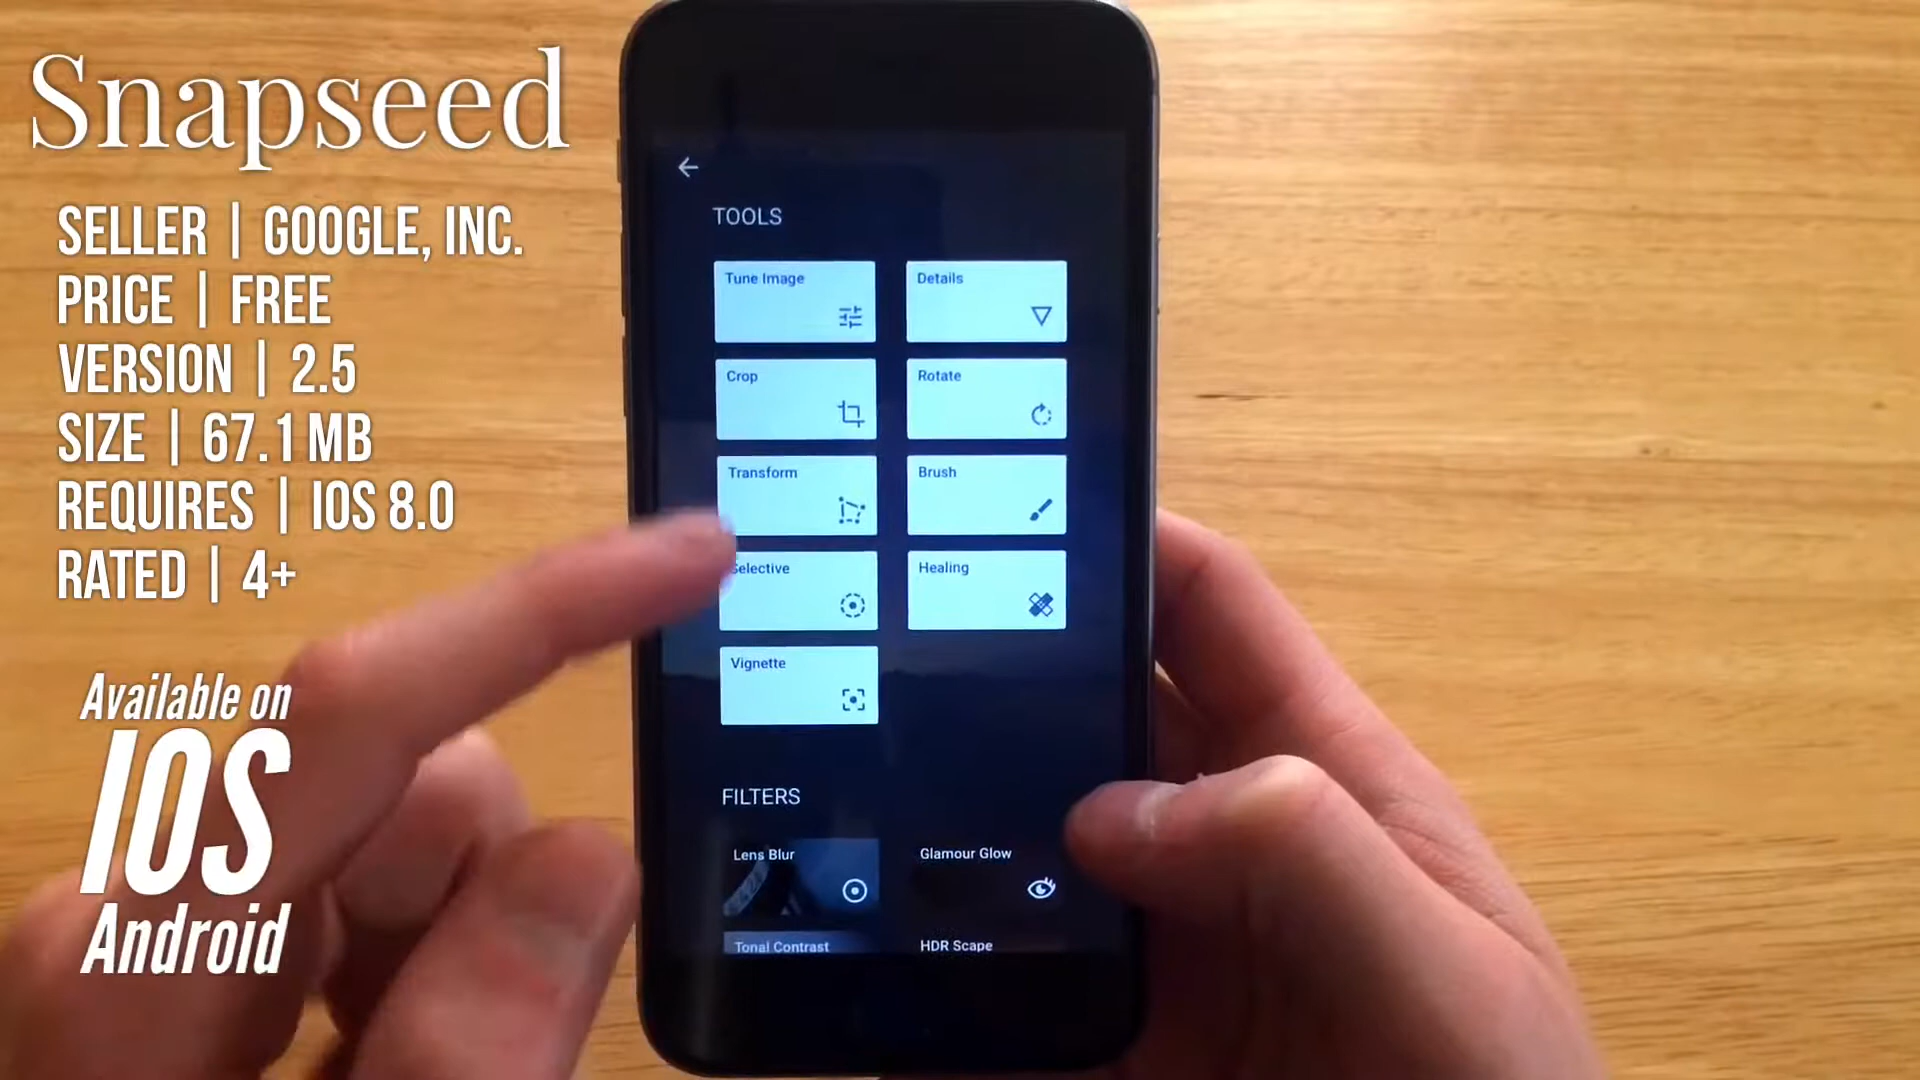 Snapseed
SELLER | GOOGLE, INC.
PRICE | FREE
VERSION | 2.5
SIZE | 67.1 MB
REQUIRES | IOS 8.0
RATED | 4+
Available on
IOS
Android
TOOLS
Tune Image
Details
Crop
Rotate
Transform
Brush
Selective
Healing
Vignette
FILTERS
Lens Blur
Glamour Glow
Tonal Contrast
HDR Scape